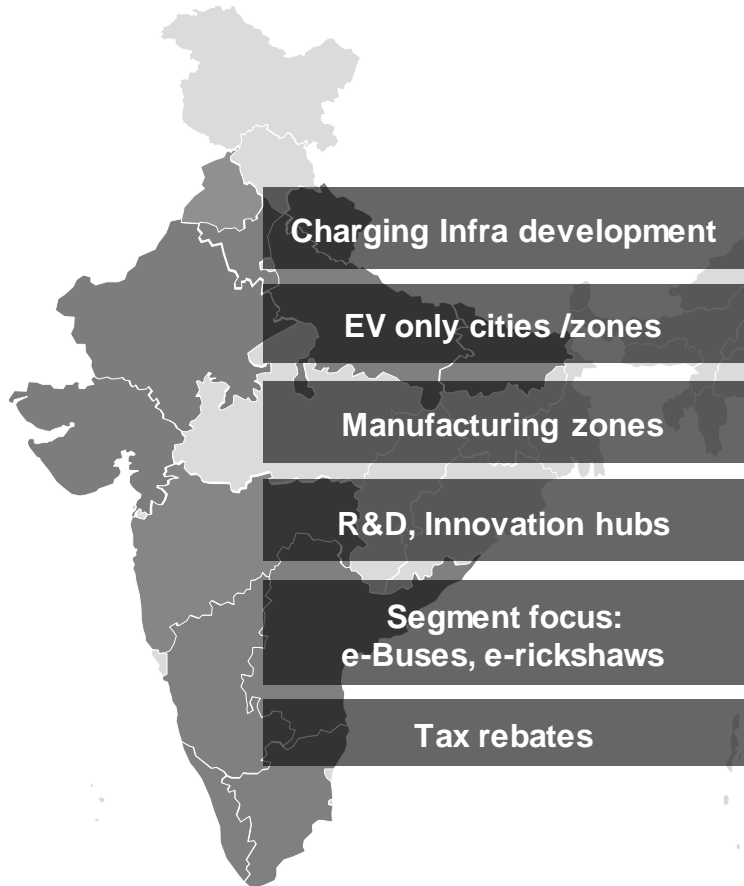 Charging Infra development
EV only cities /zones
Manufacturing zones
R&D, Innovation hubs
Segment focus:
e-Buses, e-rickshaws
Tax rebates